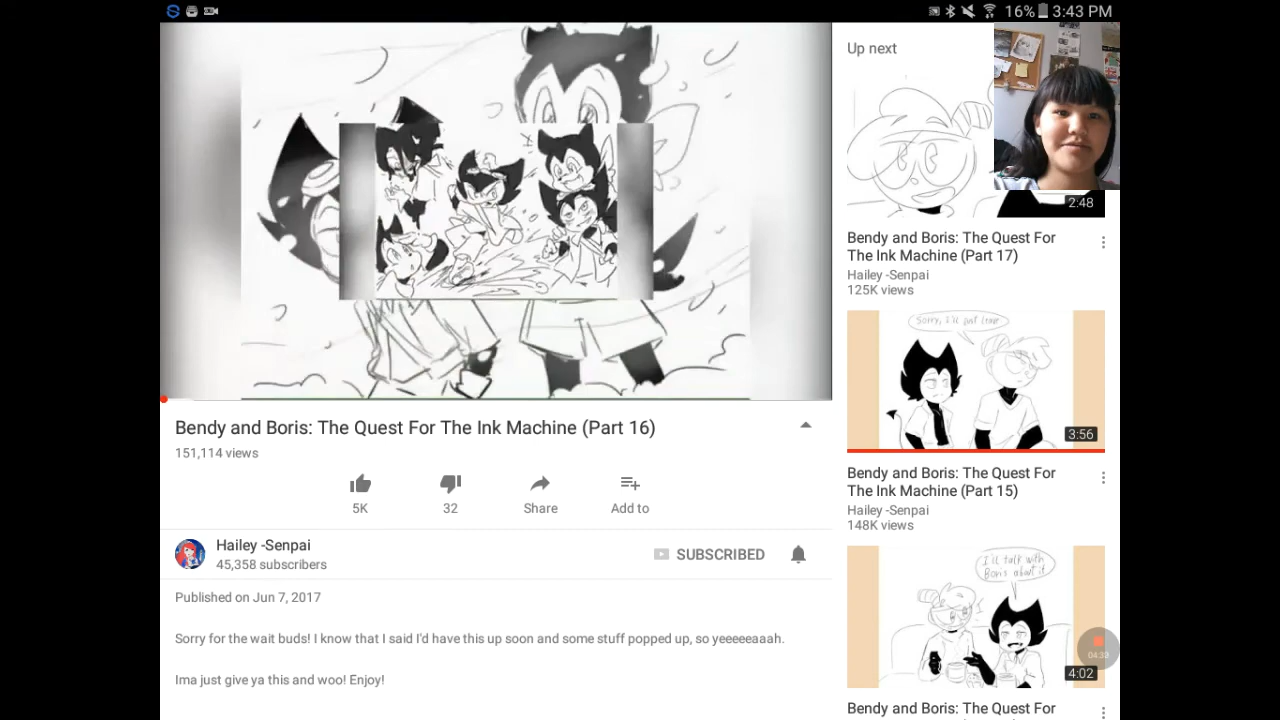 16% 3:43 PM
Up next
2:48
Bendy and Boris: The Quest For
The Ink Machine (Part 17)
Hailey -Senpai
125K views
Sorry, I'll just leave
3:56
Bendy and Boris: The Quest For
The Ink Machine (Part 15)
Hailey -Senpai
148K views
I'll talk with
Boris about it
04:39
4:02
Bendy and Boris: The Quest For
Bendy and Boris: The Quest For The Ink Machine (Part 16)
151,114 views
5K
32
Share
Add to
Hailey -Senpai
45,358 subscribers
SUBSCRIBED
Published on Jun 7, 2017
Sorry for the wait buds! I know that I said I'd have this up soon and some stuff popped up, so yeeeeeaaah.
Ima just give ya this and woo! Enjoy!